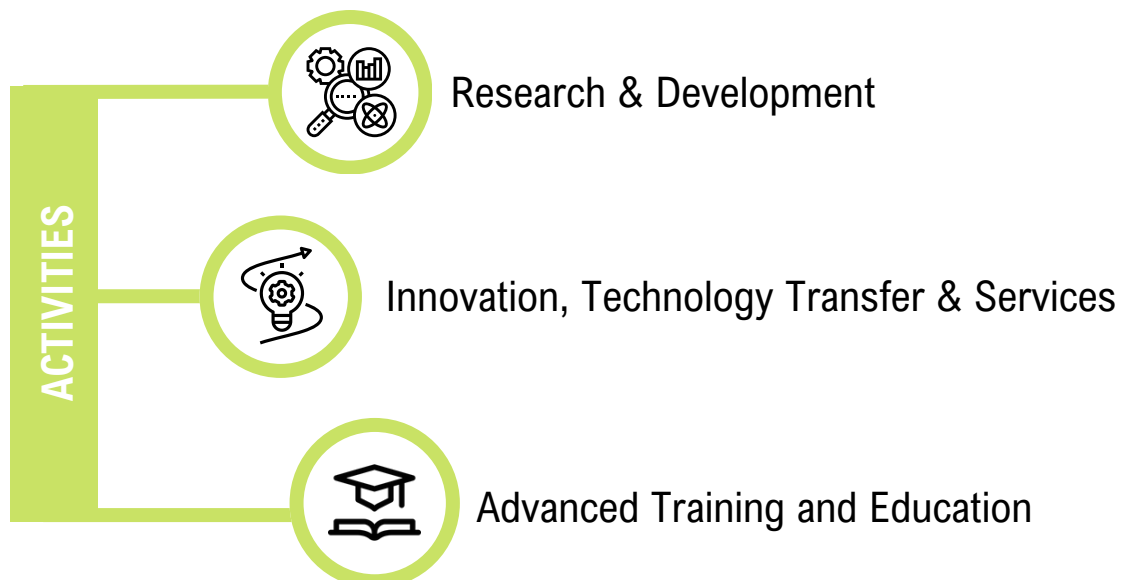 ACTIVITIES
Research & Development
Innovation, Technology Transfer & Services
Advanced Training and Education